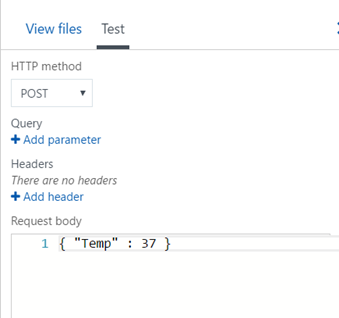 View files Test
HTTP method
POST
Query
+ Add parameter
Headers
There are no headers
+ Add header
Request body
1 { "Temp" : 37 }